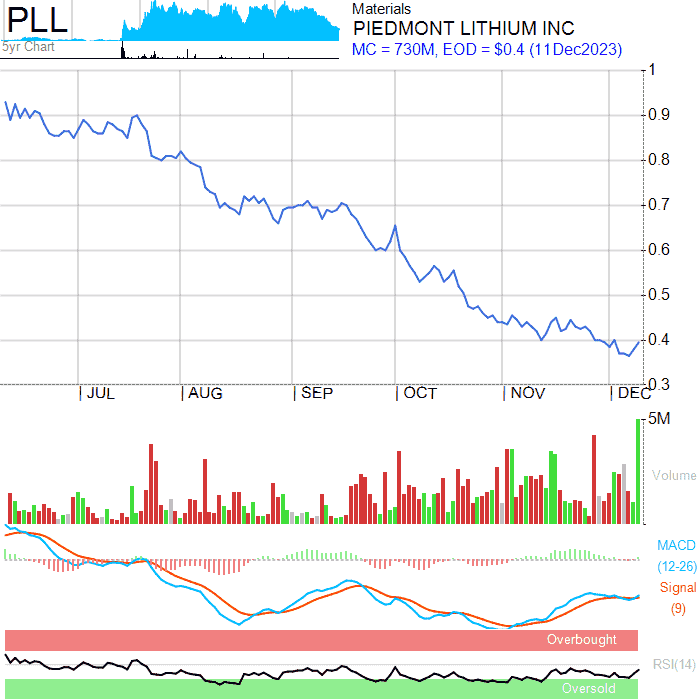 PLL
5yr Chart
Materials
PIEDMONT LITHIUM INC
MC = 730M, EOD = $0.4 (11Dec2023)
1
0.9
0.8
0.7
0.6
0.5
0.4
0.3
JUL AUG SEP OCT NOV DEC
5M
Volume
MACD
(12-26)
Signal
(9)
Overbought
RSI(14)
Oversold